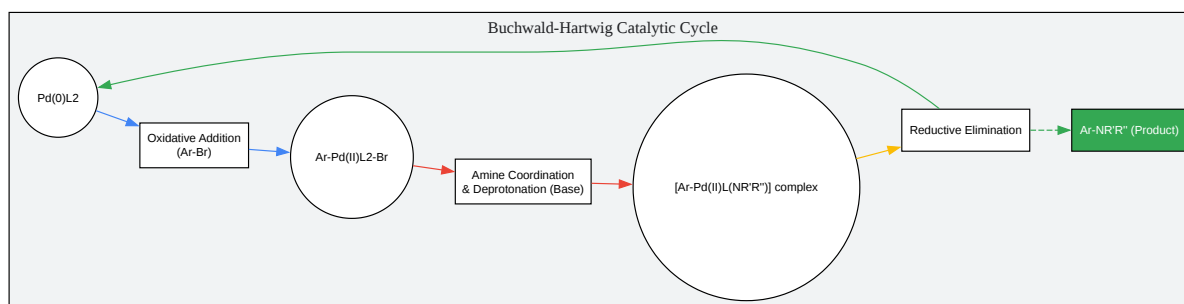 Buchwald-Hartwig Catalytic Cycle
Pd(0)L2
Oxidative Addition
(Ar-Br)
Ar-Pd(II)L2-Br
Amine Coordination
& Deprotonation (Base)
[Ar-Pd(II)L(NR'R'')] complex
Reductive Elimination
Ar-NR'R'' (Product)